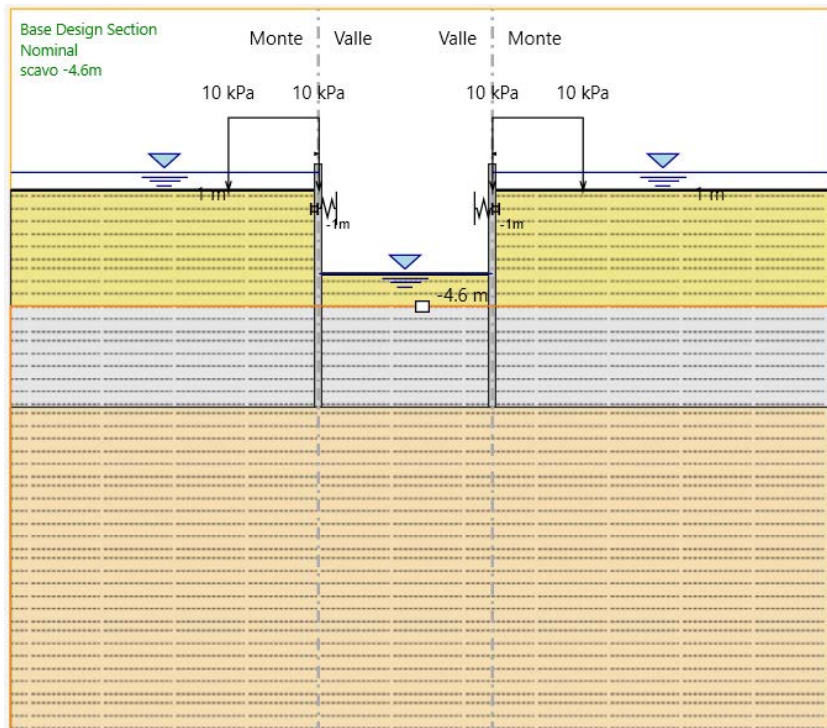 Base Design Section
Nominal
scavo -4.6m
Monte Valle Valle Monte
10 kPa 10 kPa 10 kPa 10 kPa
1 m 1 m
-1m -1m
-4.6 m